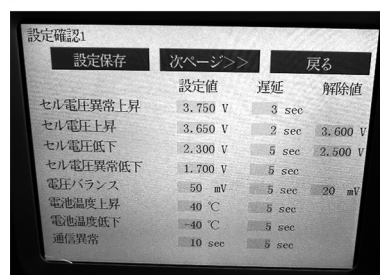 設定確認1
設定保存 次ページ>> 戻る
設定値 遅延 解除値
セル電圧異常上昇 3.750 V 3 sec
セル電圧上昇 3.650 V 2 sec 3.600 V
セル電圧低下 2.300 V 5 sec 2.500 V
セル電圧異常低下 1.700 V 5 sec
電圧バランス 50 mV 5 sec 20 mV
電池温度上昇 40 ℃ 5 sec
電池温度低下 -40 ℃ 5 sec
通信異常 10 sec 5 sec